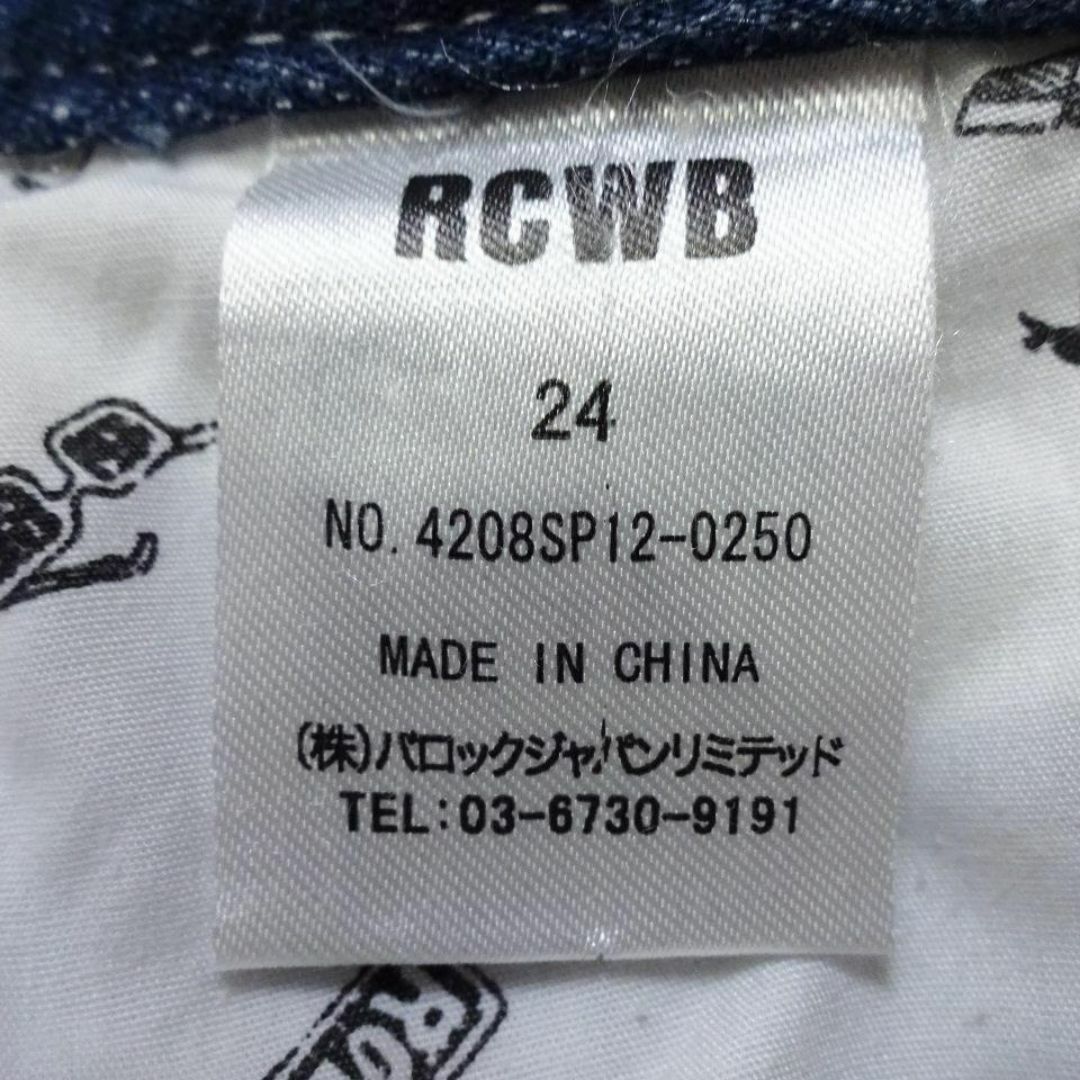 RCWB
24
NO. 4208SP12-0250
MADE IN CHINA
(株)バロックジャパンリミテッド
TEL:03-6730-9191